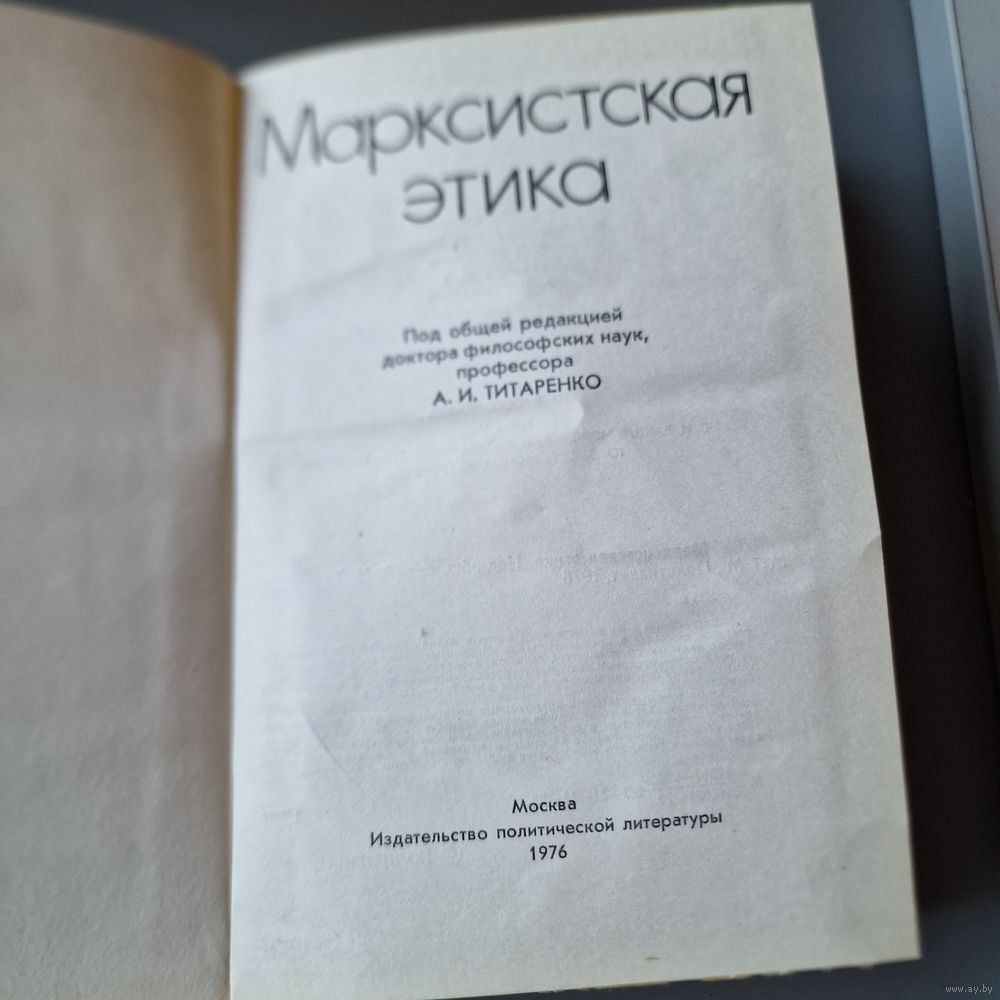 Марксистская
этика
Под общей редакцией
доктора философских наук,
профессора
А. И. ТИТАРЕНКО
Москва
Издательство политической литературы
1976
www.ay.by